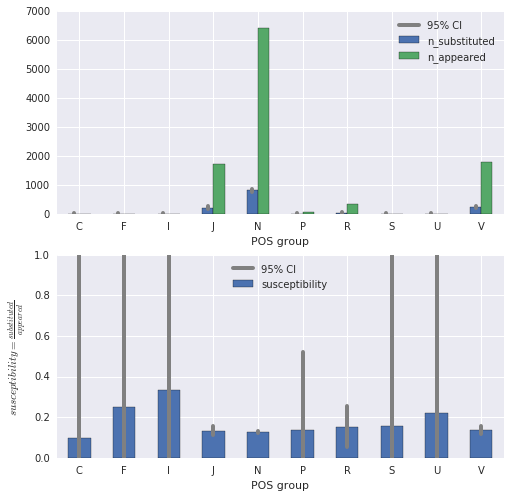 7000
6000
5000
4000
3000
2000
1000
0
95% CI
n_substituted
n_appeared
C F I J N P R S U V
POS group
1.0
0.8
0.6
0.4
0.2
0.0
susceptibility = substituted/appeared
95% CI
susceptibility
C F I J N P R S U V
POS group